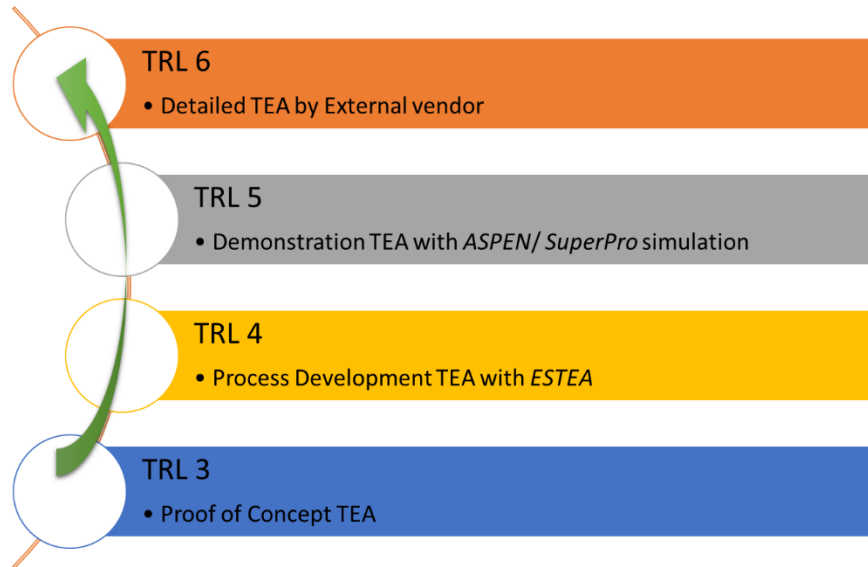 TRL 6
• Detailed TEA by External vendor
TRL 5
• Demonstration TEA with ASPEN/ SuperPro simulation
TRL 4
• Process Development TEA with ESTEA
TRL 3
• Proof of Concept TEA